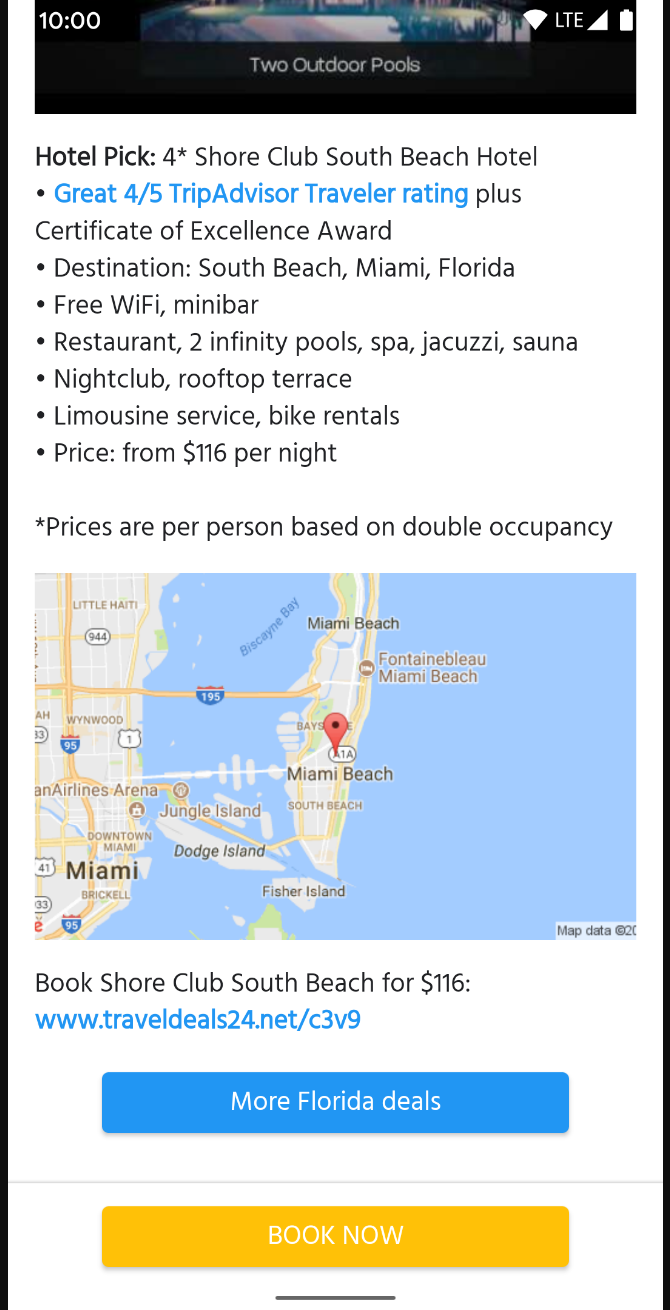 10:00
LTE
Two Outdoor Pools
Hotel Pick: 4* Shore Club South Beach Hotel
• Great 4/5 TripAdvisor Traveler rating plus
Certificate of Excellence Award
• Destination: South Beach, Miami, Florida
• Free WiFi, minibar
• Restaurant, 2 infinity pools, spa, jacuzzi, sauna
• Nightclub, rooftop terrace
• Limousine service, bike rentals
• Price: from $116 per night
*Prices are per person based on double occupancy
LITTLE HAITI
944
Biscayne Bay
Miami Beach
Fontainebleau
Miami Beach
195
AH
WYNWOOD
33
95
1
A1A
Miami Beach
anAirlines Arena
Jungle Island
SOUTH BEACH
DOWNTOWN
MIAMI
Dodge Island
41
Miami
BRICKELL
Fisher Island
933
95
Map data ©20
Book Shore Club South Beach for $116:
www.traveldeals24.net/c3v9
More Florida deals
BOOK NOW